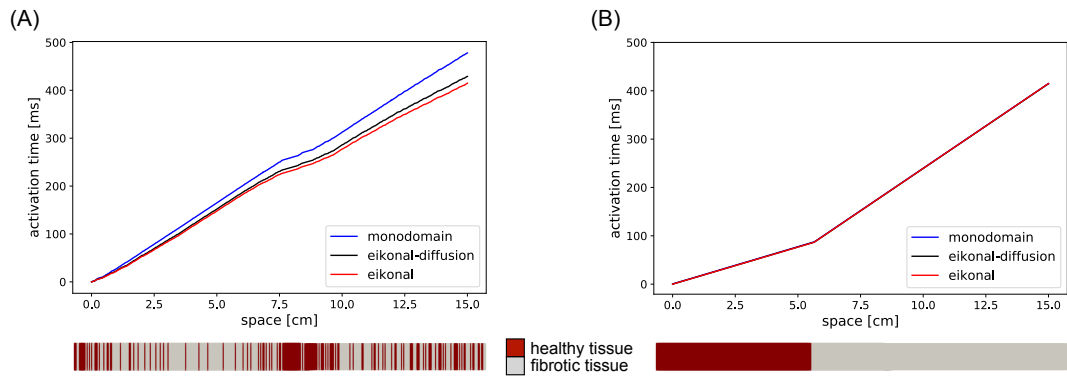 (A)
500
400
300
200
100
0
activation time [ms]
monodomain
eikonal-diffusion
eikonal
0.0 2.5 5.0 7.5 10.0 12.5 15.0
space [cm]
healthy tissue
fibrotic tissue
(B)
500
400
300
200
100
0
activation time [ms]
monodomain
eikonal-diffusion
eikonal
0.0 2.5 5.0 7.5 10.0 12.5 15.0
space [cm]